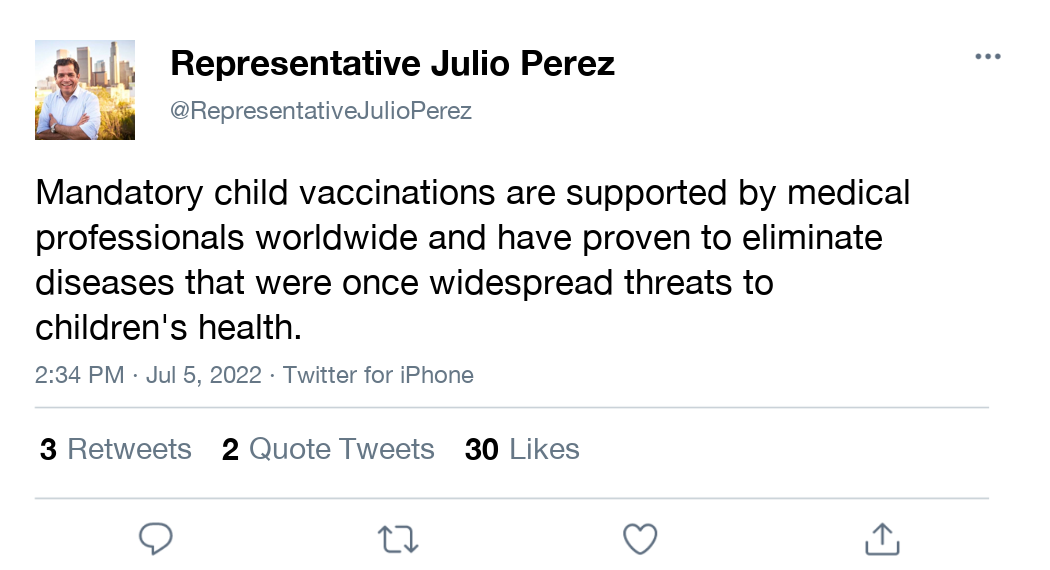 Representative Julio Perez
@RepresentativeJulioPerez
Mandatory child vaccinations are supported by medical
professionals worldwide and have proven to eliminate
diseases that were once widespread threats to
children's health.
2:34 PM · Jul 5, 2022 · Twitter for iPhone
3 Retweets 2 Quote Tweets 30 Likes